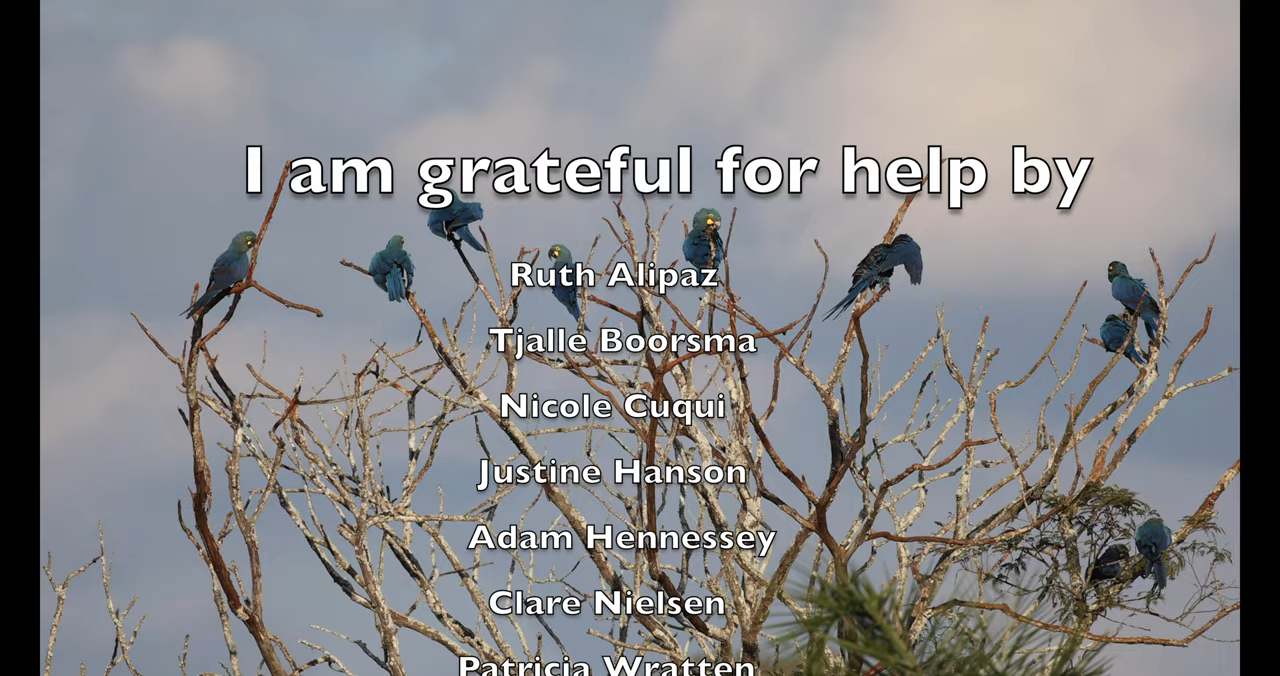 I am grateful for help by
Ruth Alipaz
Tjalle Boorsma
Nicole Cuqui
Justine Hanson
Adam Hennessey
Clare Nielsen
Patricia Wratten